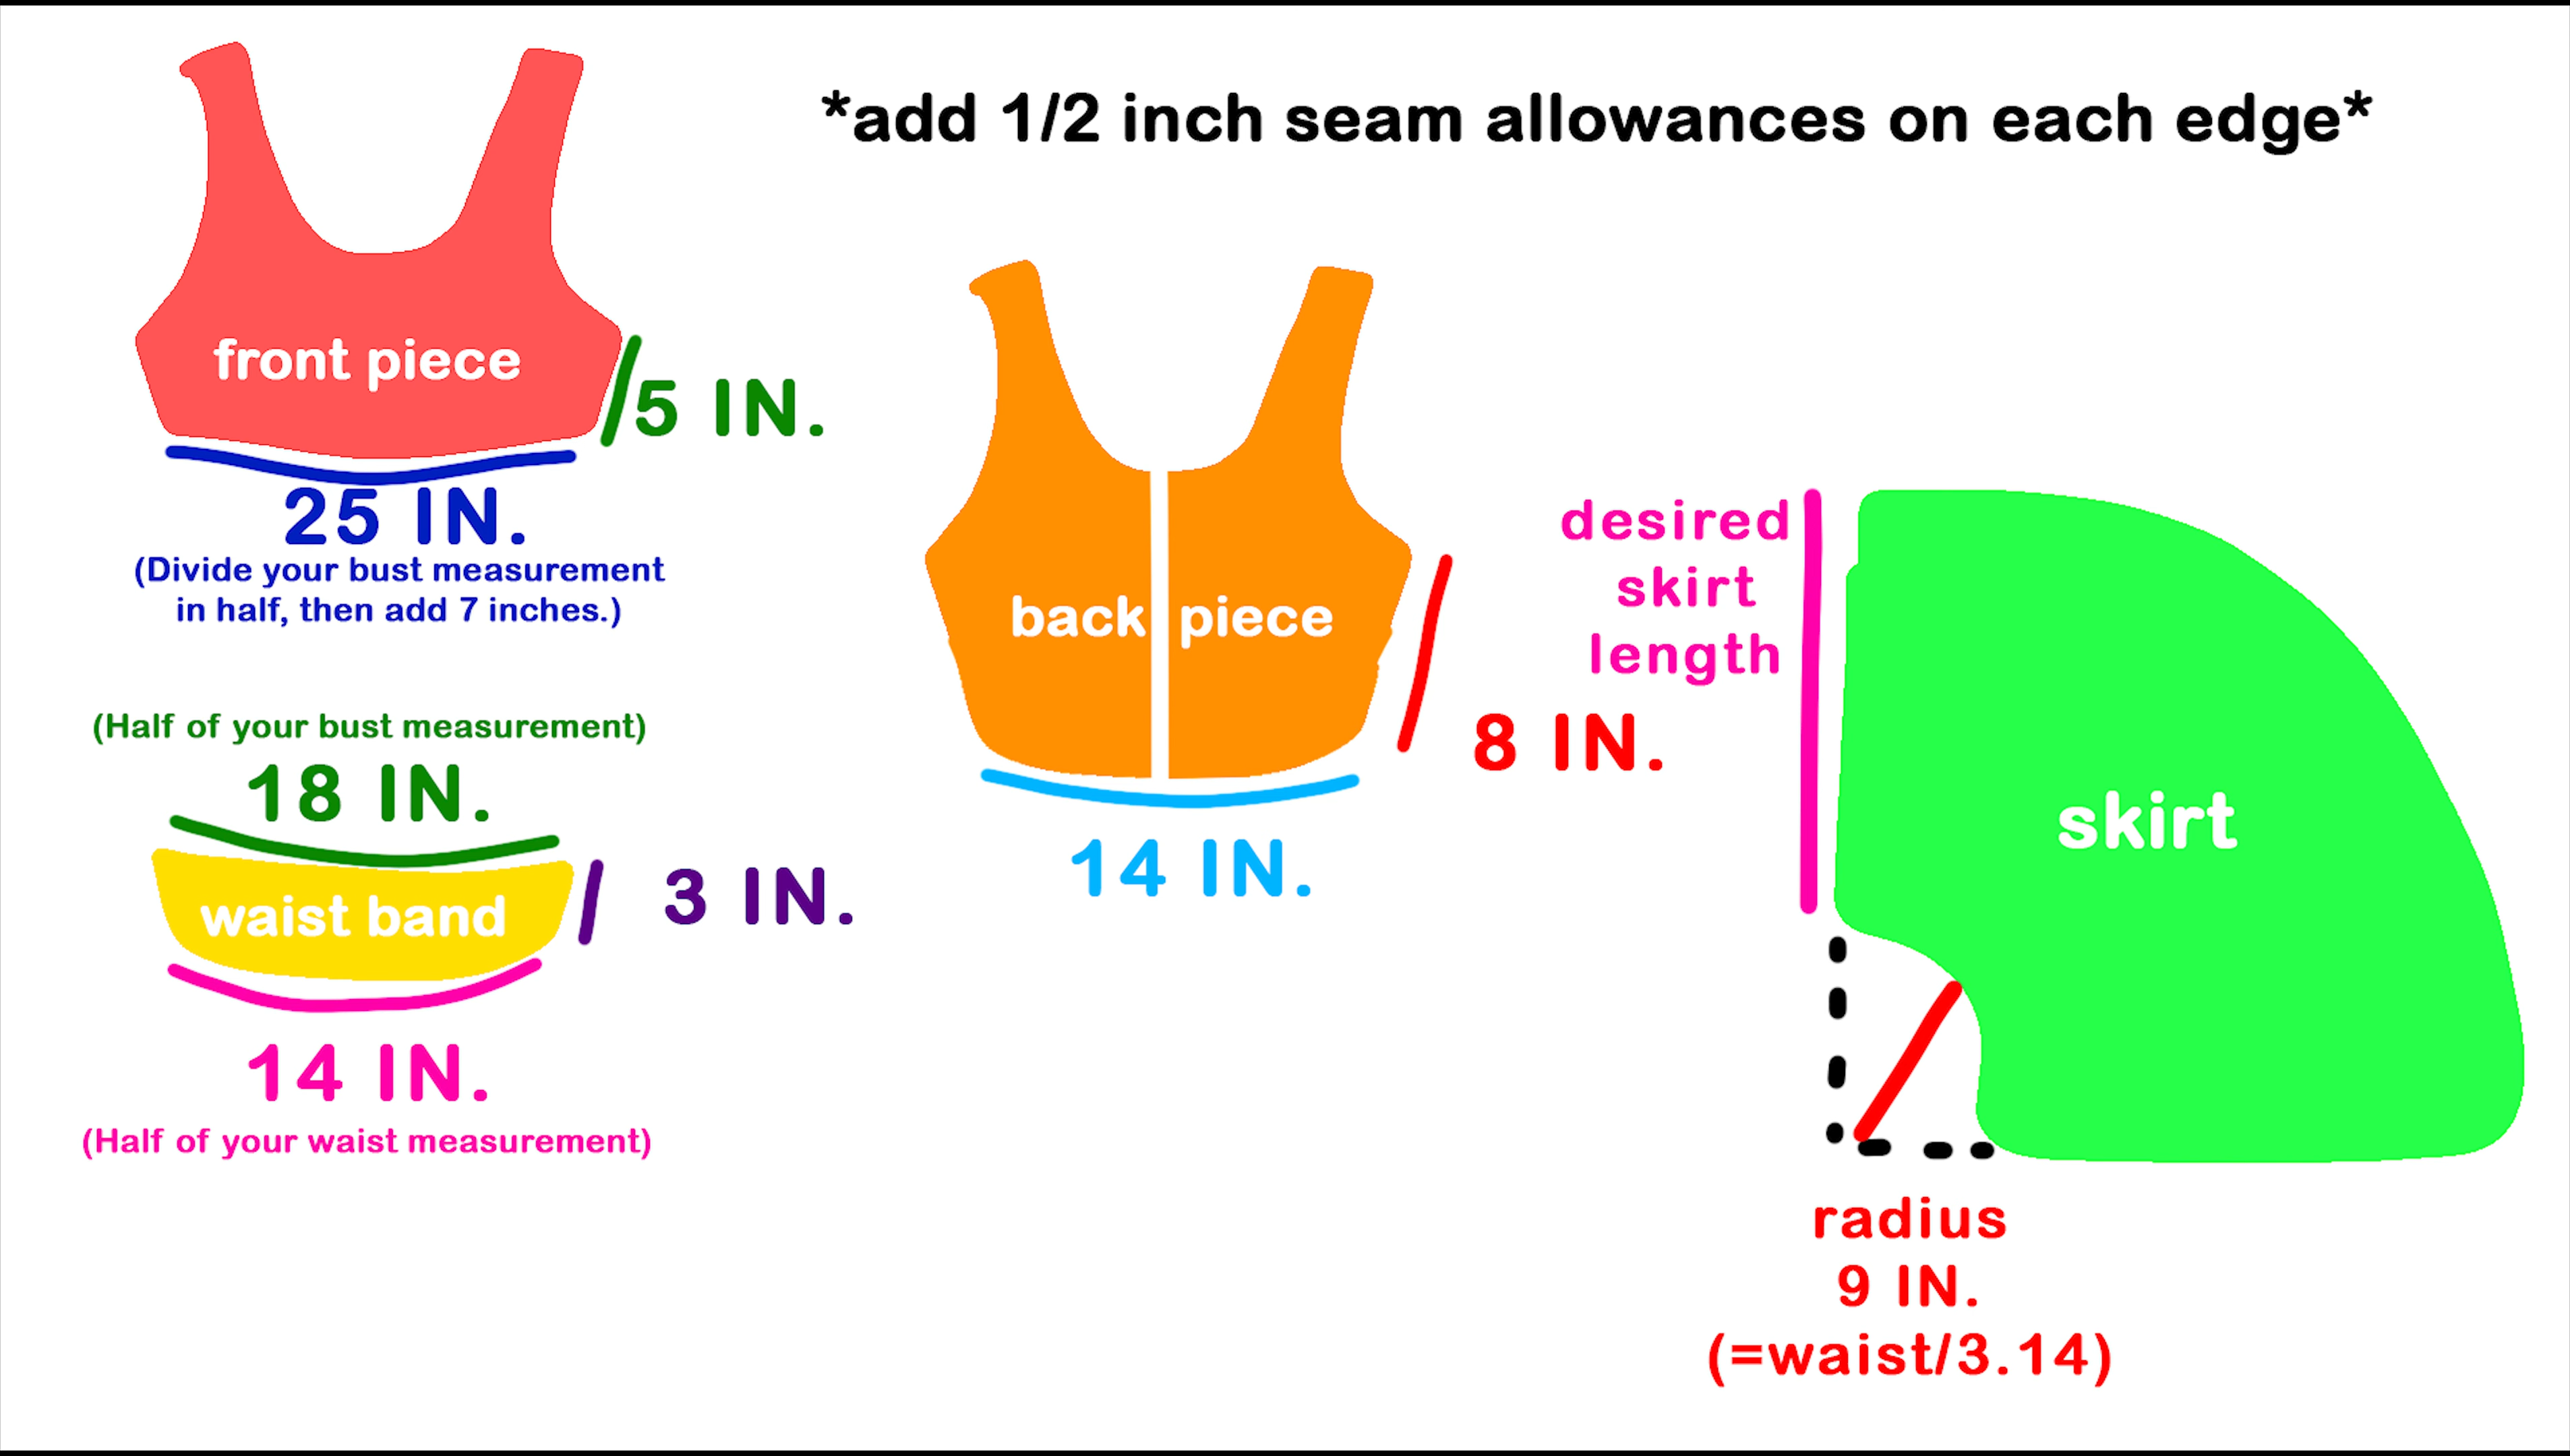 *add 1/2 inch seam allowances on each edge*
front piece
5 IN.
25 IN.
(Divide your bust measurement
in half, then add 7 inches.)
(Half of your bust measurement)
18 IN.
waist band
3 IN.
14 IN.
(Half of your waist measurement)
back piece
8 IN.
14 IN.
desired
skirt
length
skirt
radius
9 IN.
(=waist/3.14)